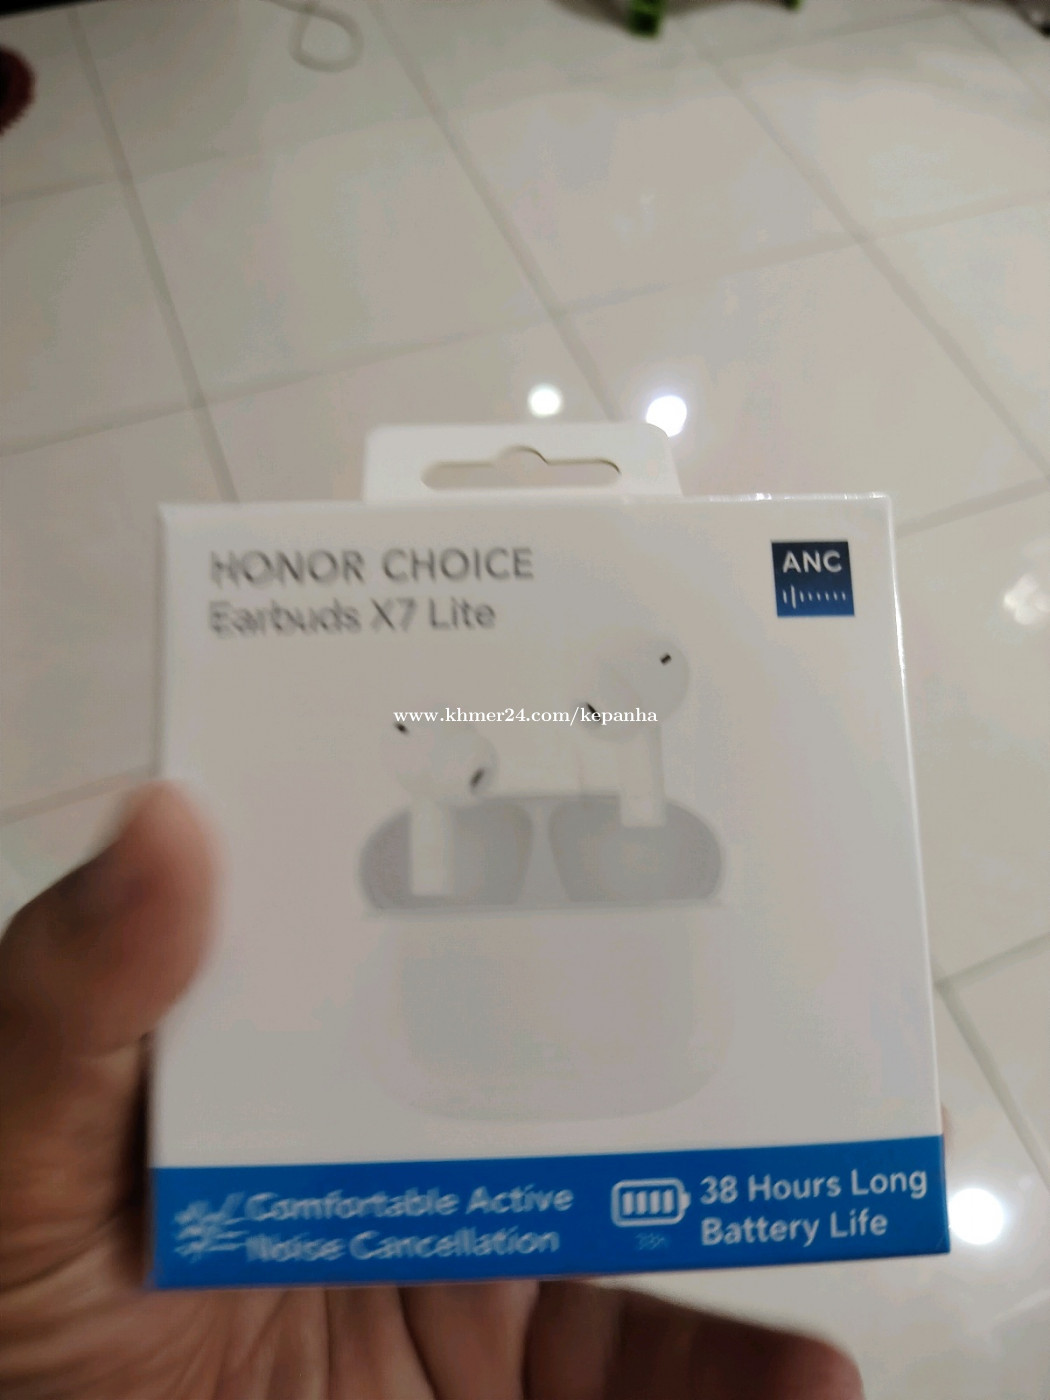 HONOR CHOICE
Earbuds X7 Lite
ANC
www.khmer24.com/kepanha
Comfortable Active
Noise Cancellation
38h
38 Hours Long
Battery Life